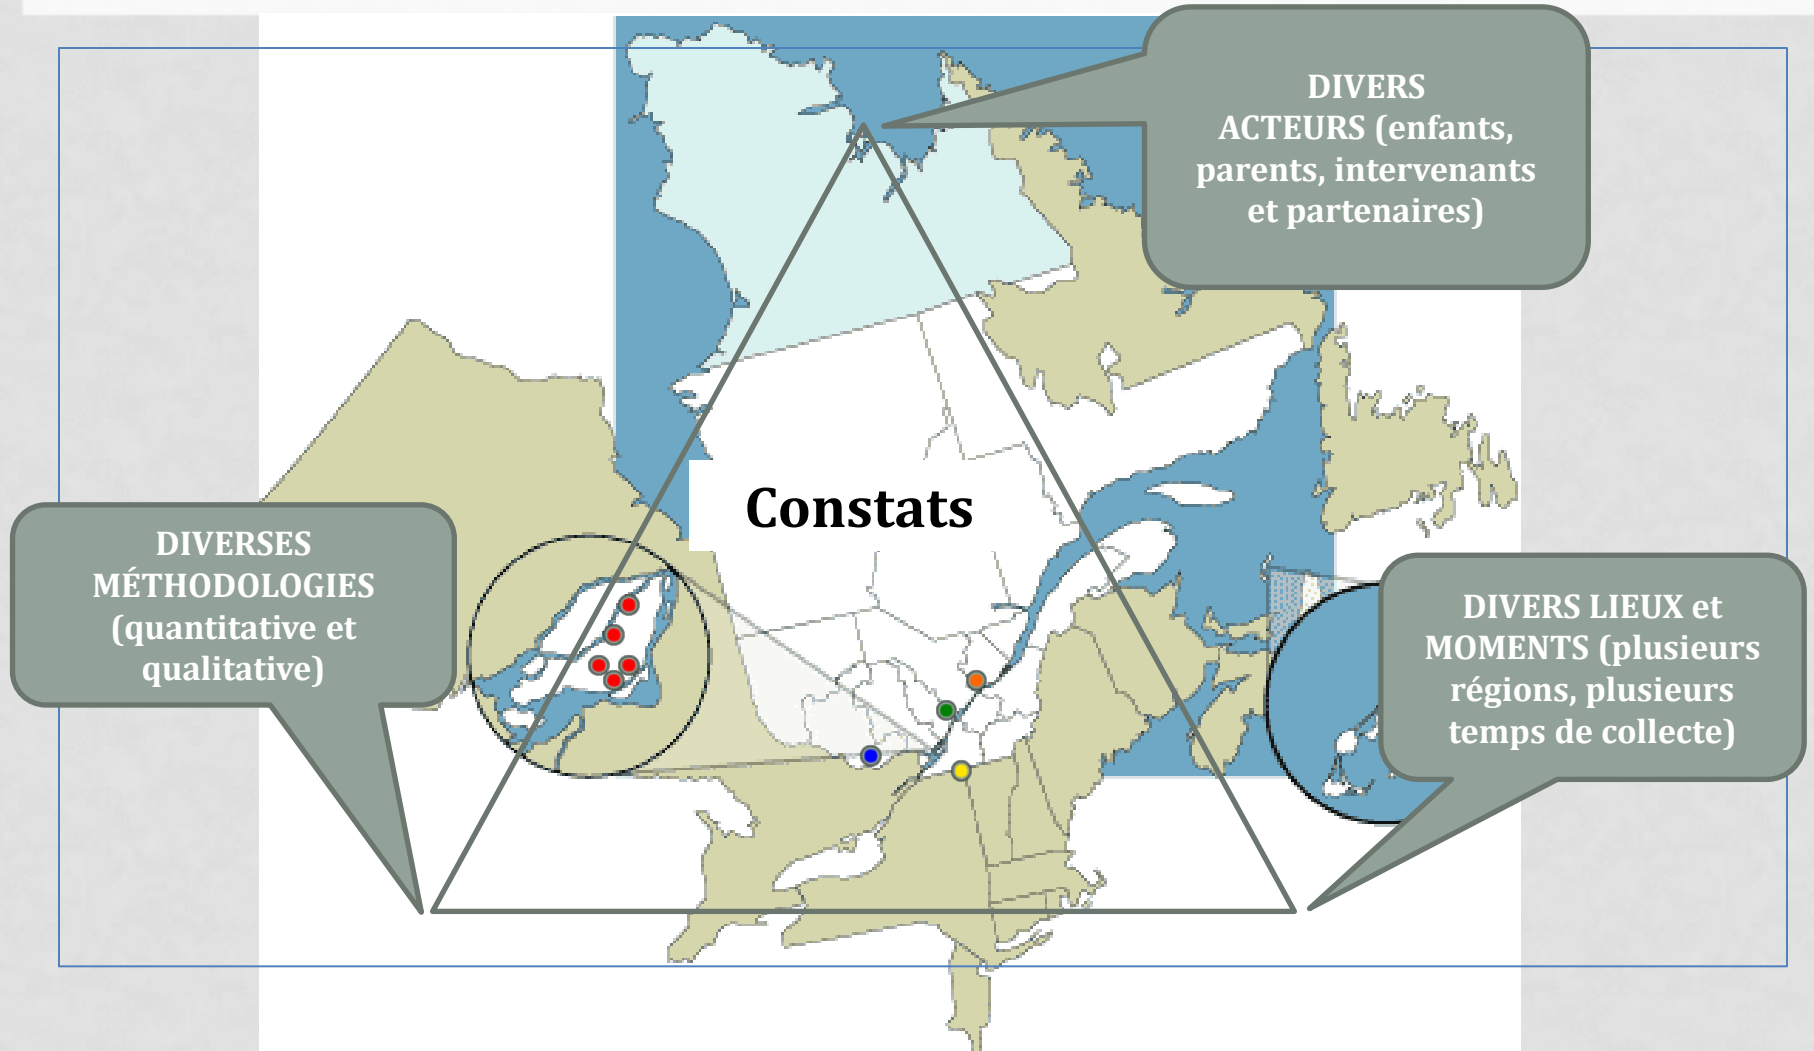 DIVERS
ACTEURS (enfants,
parents, intervenants
et partenaires)
Constats
DIVERSES
MÉTHODOLOGIES
(quantitative et
qualitative)
DIVERS LIEUX et
MOMENTS (plusieurs
régions, plusieurs
temps de collecte)